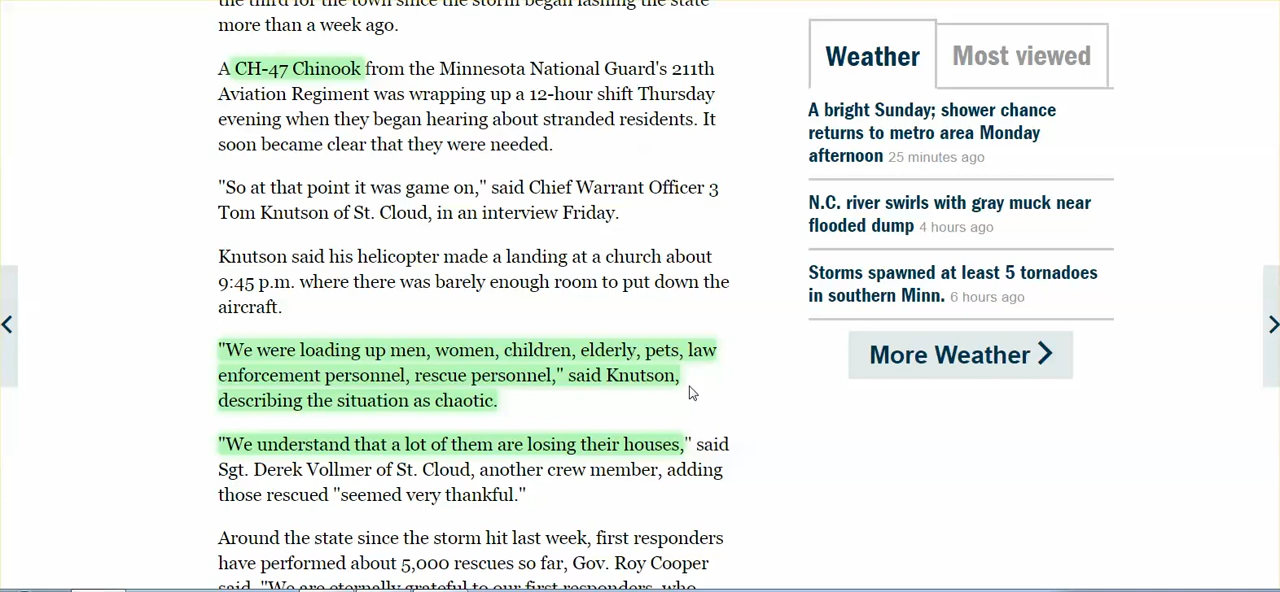 the third for the town since the storm began lashing the state
more than a week ago.
A CH-47 Chinook from the Minnesota National Guard's 211th
Aviation Regiment was wrapping up a 12-hour shift Thursday
evening when they began hearing about stranded residents. It
soon became clear that they were needed.
"So at that point it was game on," said Chief Warrant Officer 3
Tom Knutson of St. Cloud, in an interview Friday.
Knutson said his helicopter made a landing at a church about
9:45 p.m. where there was barely enough room to put down the
aircraft.
"We were loading up men, women, children, elderly, pets, law
enforcement personnel, rescue personnel," said Knutson,
describing the situation as chaotic.
"We understand that a lot of them are losing their houses," said
Sgt. Derek Vollmer of St. Cloud, another crew member, adding
those rescued "seemed very thankful."
Around the state since the storm hit last week, first responders
have performed about 5,000 rescues so far, Gov. Roy Cooper
said. "We are eternally grateful to our first responders, who
Weather
Most viewed
A bright Sunday; shower chance
returns to metro area Monday
afternoon 25 minutes ago
N.C. river swirls with gray muck near
flooded dump 4 hours ago
Storms spawned at least 5 tornadoes
in southern Minn. 6 hours ago
More Weather